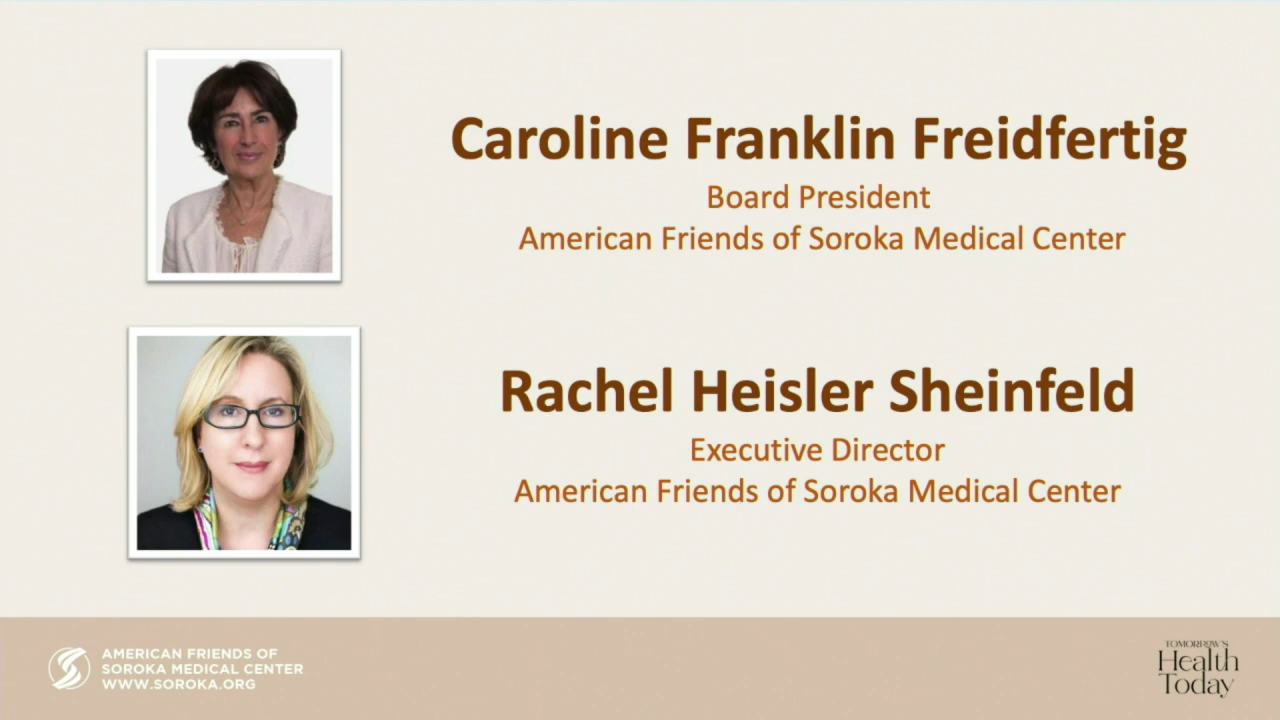 Caroline Franklin Freidfertig
Board President
American Friends of Soroka Medical Center
Rachel Heisler Sheinfeld
Executive Director
American Friends of Soroka Medical Center
AMERICAN FRIENDS OF
SOROKA MEDICAL CENTER
WWW.SOROKA.ORG
TOMORROW'S
Health
Today